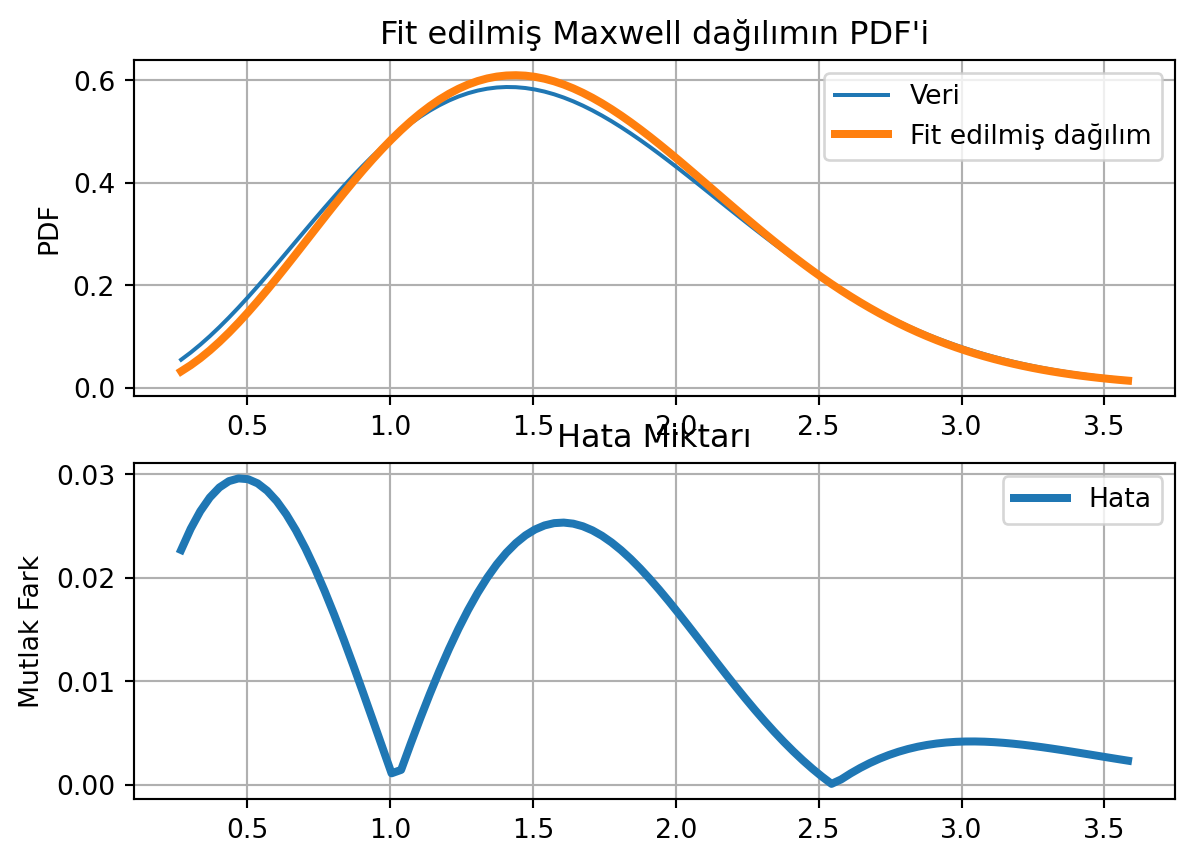 Fit edilmiş Maxwell dağılımın PDF'i
Veri
Fit edilmiş dağılım
PDF
0.6
0.4
0.2
0.0
0.5 1.0 1.5 2.0 2.5 3.0 3.5
Hata Miktarı
Hata
Mutlak Fark
0.03
0.02
0.01
0.00
0.5 1.0 1.5 2.0 2.5 3.0 3.5